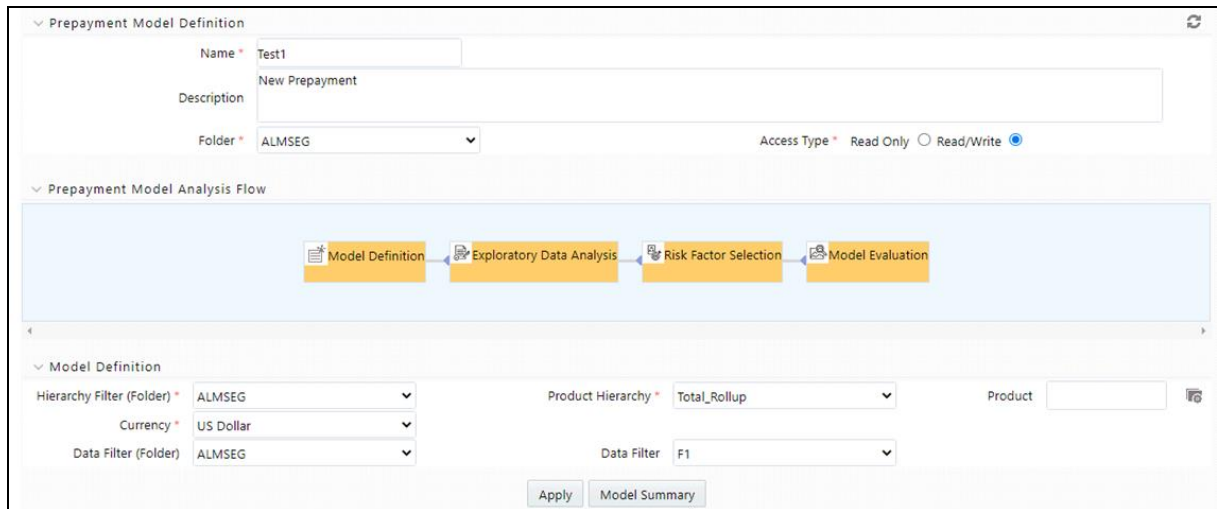 Prepayment Model Definition
Name * Test1
Description New Prepayment
Folder * ALMSEG Access Type * Read Only Read/Write
Prepayment Model Analysis Flow
Model Definition Exploratory Data Analysis Risk Factor Selection Model Evaluation
Model Definition
Hierarchy Filter (Folder) * ALMSEG Product Hierarchy * Total_Rollup Product
Currency * US Dollar
Data Filter (Folder) ALMSEG Data Filter F1
Apply Model Summary